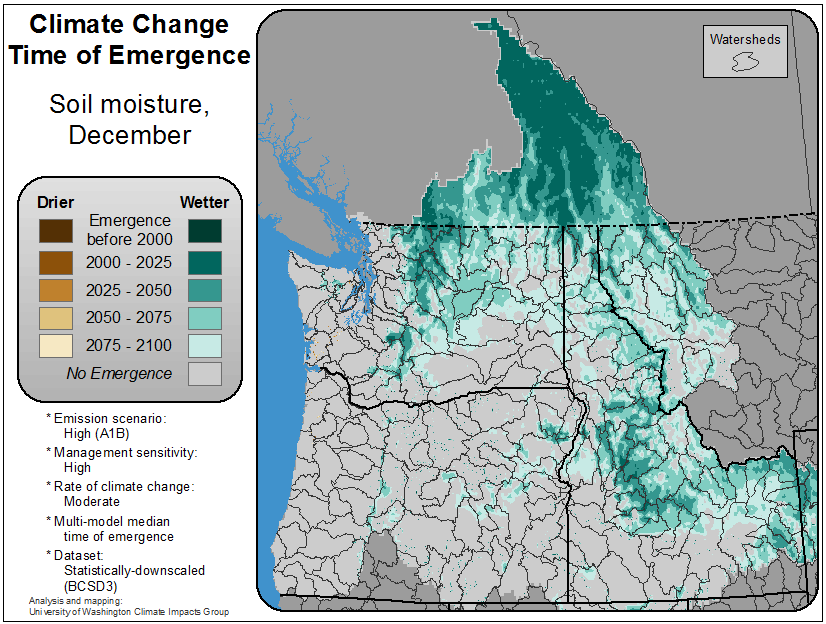 Climate Change
Time of Emergence
Soil moisture,
December
Drier
Wetter
Emergence
before 2000
2000 - 2025
2025 - 2050
2050 - 2075
2075 - 2100
No Emergence
* Emission scenario:
High (A1B)
* Management sensitivity:
High
* Rate of climate change:
Moderate
* Multi-model median
time of emergence
* Dataset:
Statistically-downscaled
(BCSD3)
Analysis and mapping:
University of Washington Climate Impacts Group
Watersheds